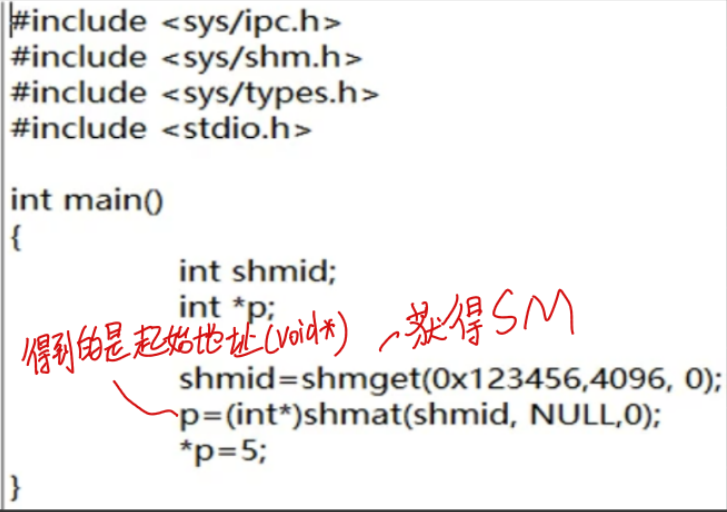 #include <sys/ipc.h>
#include <sys/shm.h>
#include <sys/types.h>
#include <stdio.h>
int main()
{
int shmid;
int *p;
获得SM
得到的是起始地址(void*)
shmid=shmget(0x123456,4096, 0);
p=(int*)shmat(shmid, NULL,0);
*p=5;
}